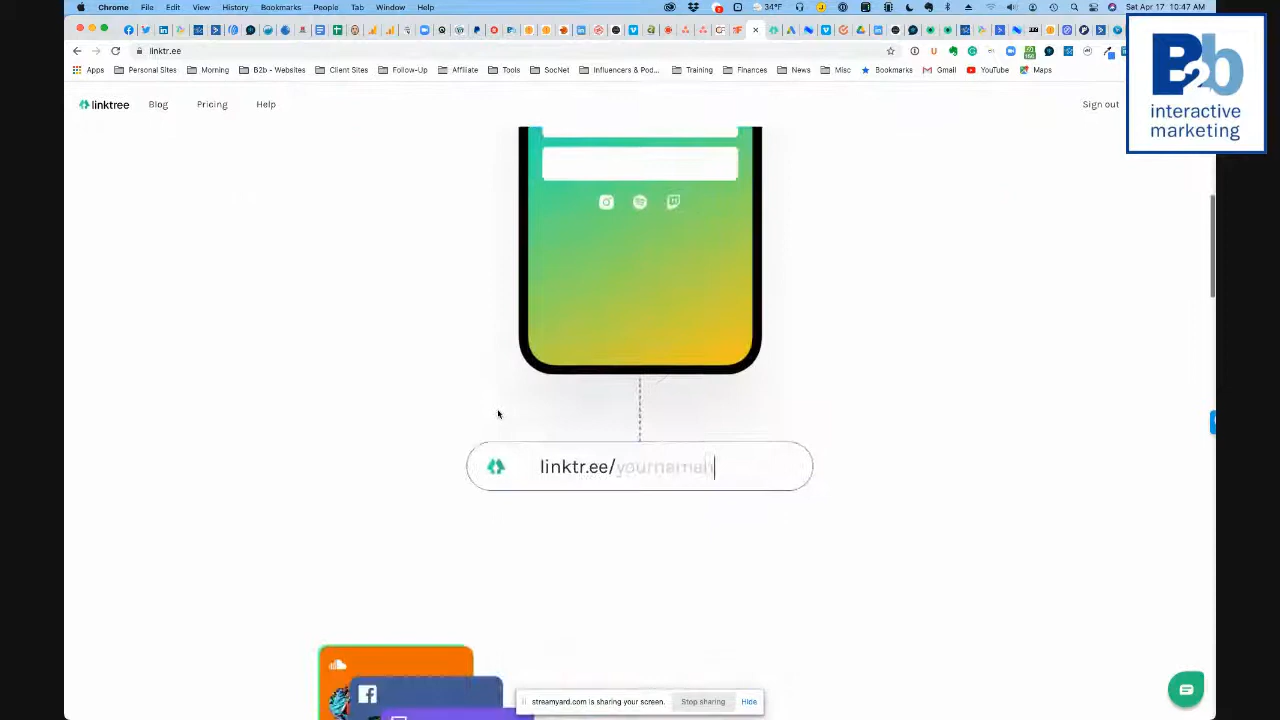 Chrome File Edit View History Bookmarks People Tab Window Help
34°F
Sat Apr 17 10:47 AM
linktr.ee
Apps Personal Sites Morning B2b - Websites Client Sites Follow-Up Affiliate Tools SocNet Influencers & Pod... Training Finances News Misc Bookmarks Gmail YouTube Maps
B2b
interactive
marketing
linktree Blog Pricing Help Sign out
linktr.ee/yournameh
streamyard.com is sharing your screen. Stop sharing Hide